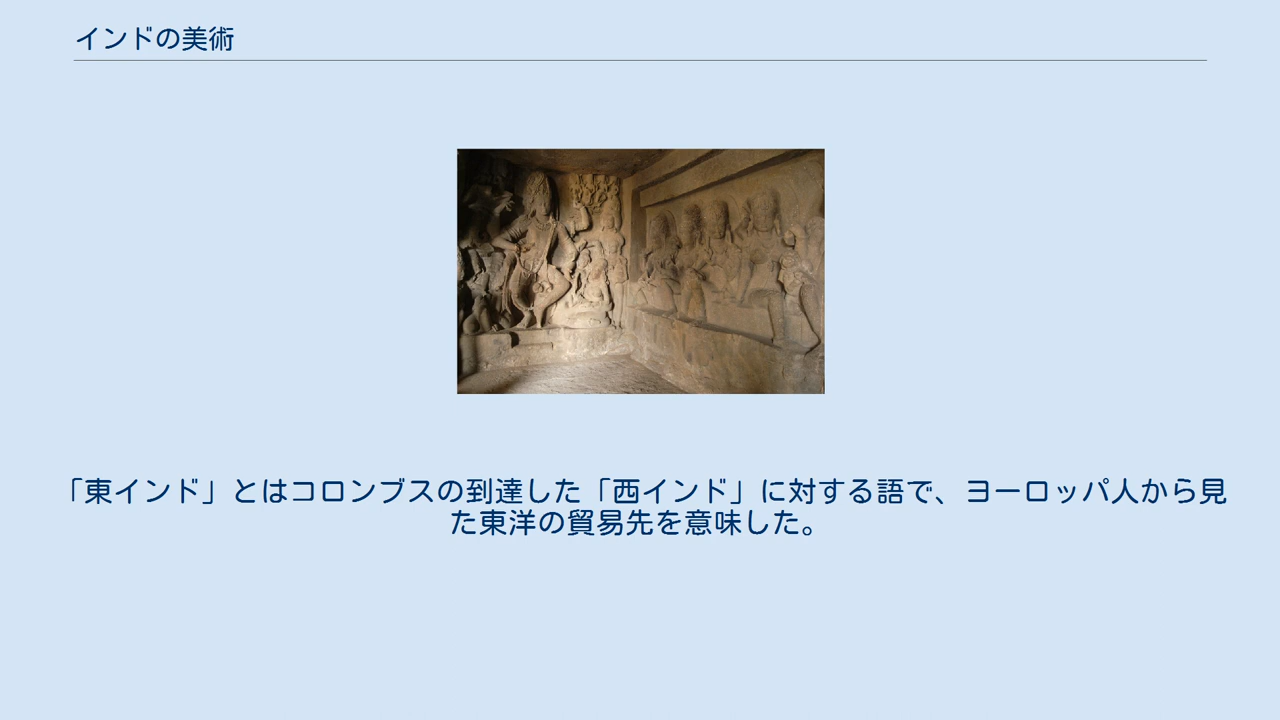 インドの美術
「東インド」とはコロンブスの到達した「西インド」に対する語で、ヨーロッパ人から見
た東洋の貿易先を意味した。